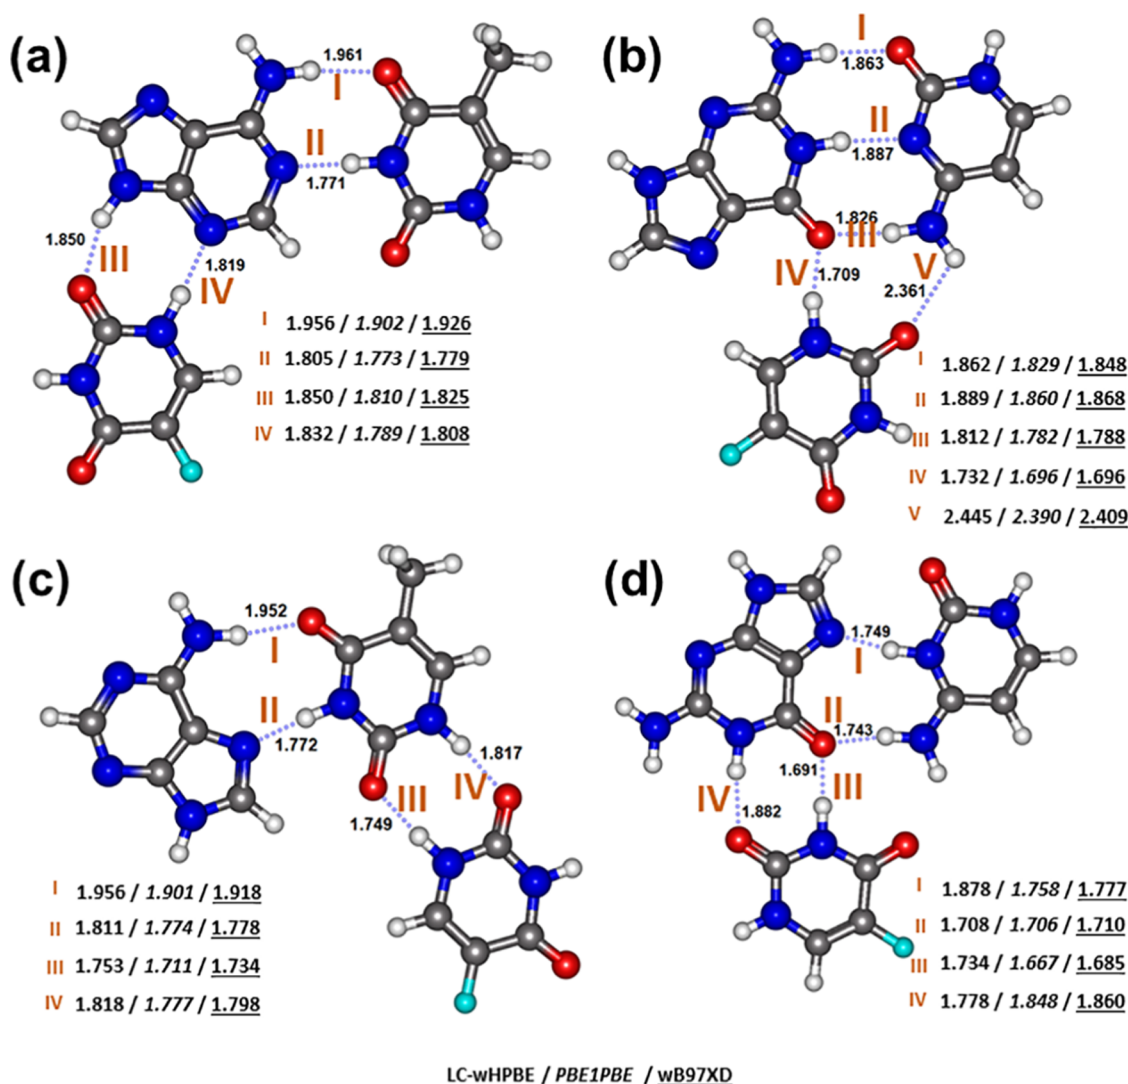 (a)
1.961
I
II
1.771
1.850
III
1.819
IV
I 1.956 / 1.902 / 1.926
II 1.805 / 1.773 / 1.779
III 1.850 / 1.810 / 1.825
IV 1.832 / 1.789 / 1.808
(b)
I
1.863
II
1.887
1.826
III
IV
1.709
V
2.361
I 1.862 / 1.829 / 1.848
II 1.889 / 1.860 / 1.868
III 1.812 / 1.782 / 1.788
IV 1.732 / 1.696 / 1.696
V 2.445 / 2.390 / 2.409
(c)
1.952
I
II
1.772
1.817
IV
III
1.749
I 1.956 / 1.901 / 1.918
II 1.811 / 1.774 / 1.778
III 1.753 / 1.711 / 1.734
IV 1.818 / 1.777 / 1.798
(d)
1.749
I
II
1.743
1.691
III
IV
1.882
I 1.878 / 1.758 / 1.777
II 1.708 / 1.706 / 1.710
III 1.734 / 1.667 / 1.685
IV 1.778 / 1.848 / 1.860
LC-wHPBE / PBE1PBE / wB97XD